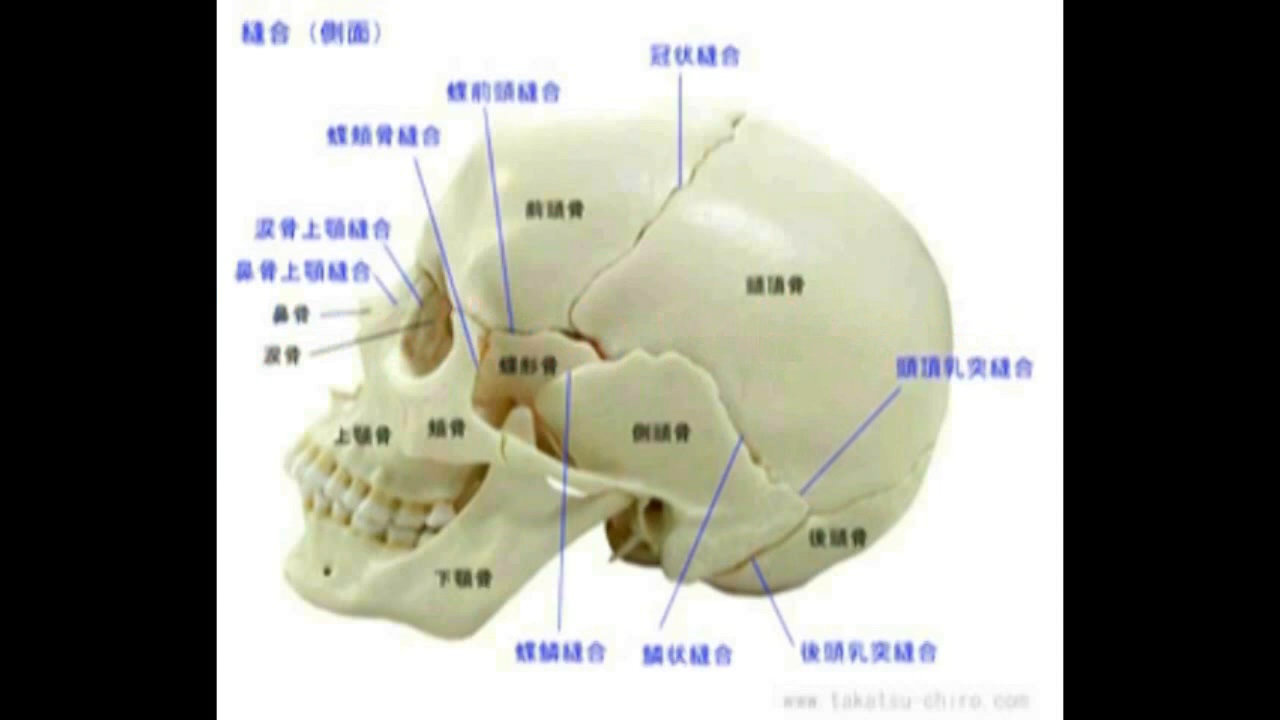 縫合（側面）
冠状縫合
蝶前頭縫合
蝶頬骨縫合
前頭骨
涙骨上顎縫合
鼻骨上顎縫合
頭頂骨
鼻骨
涙骨
蝶形骨
頭頂乳突縫合
上顎骨
頬骨
側頭骨
後頭骨
下顎骨
蝶鱗縫合
鱗状縫合
後頭乳突縫合
www.takatsu-chiro.com